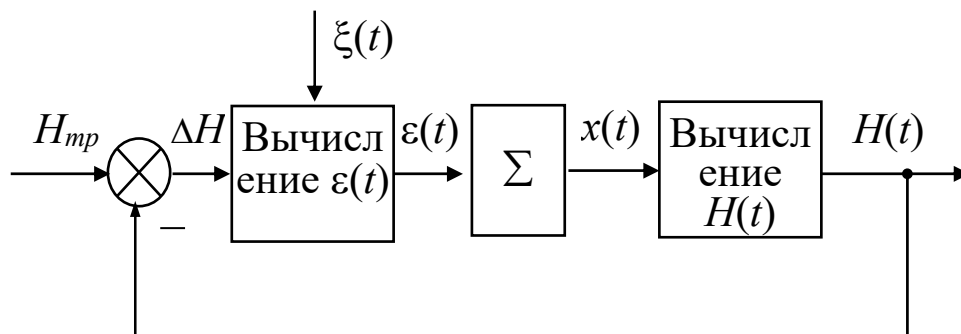 ξ(t)
H_тр
ΔH
Вычисл
ение ε(t)
ε(t)
Σ
x(t)
Вычисл
ение
H(t)
H(t)
−